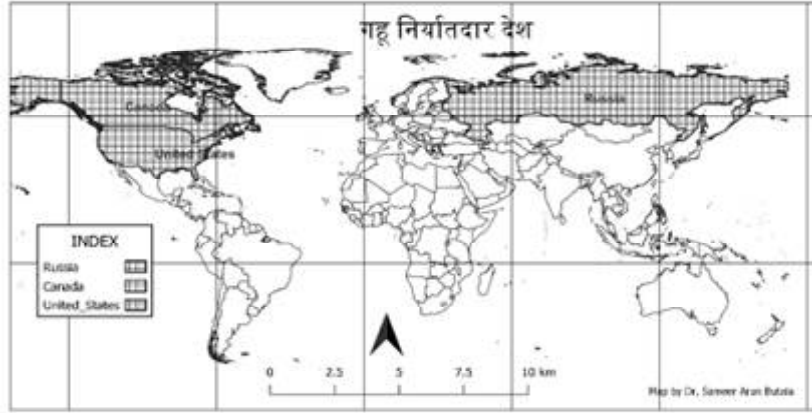 गहू निर्यातदार देश
Canada
Russia
United States
INDEX
Russia
Canada
United_States
0 2.5 5 7.5 10 km
Map by Dr. Sameer Arun Butala